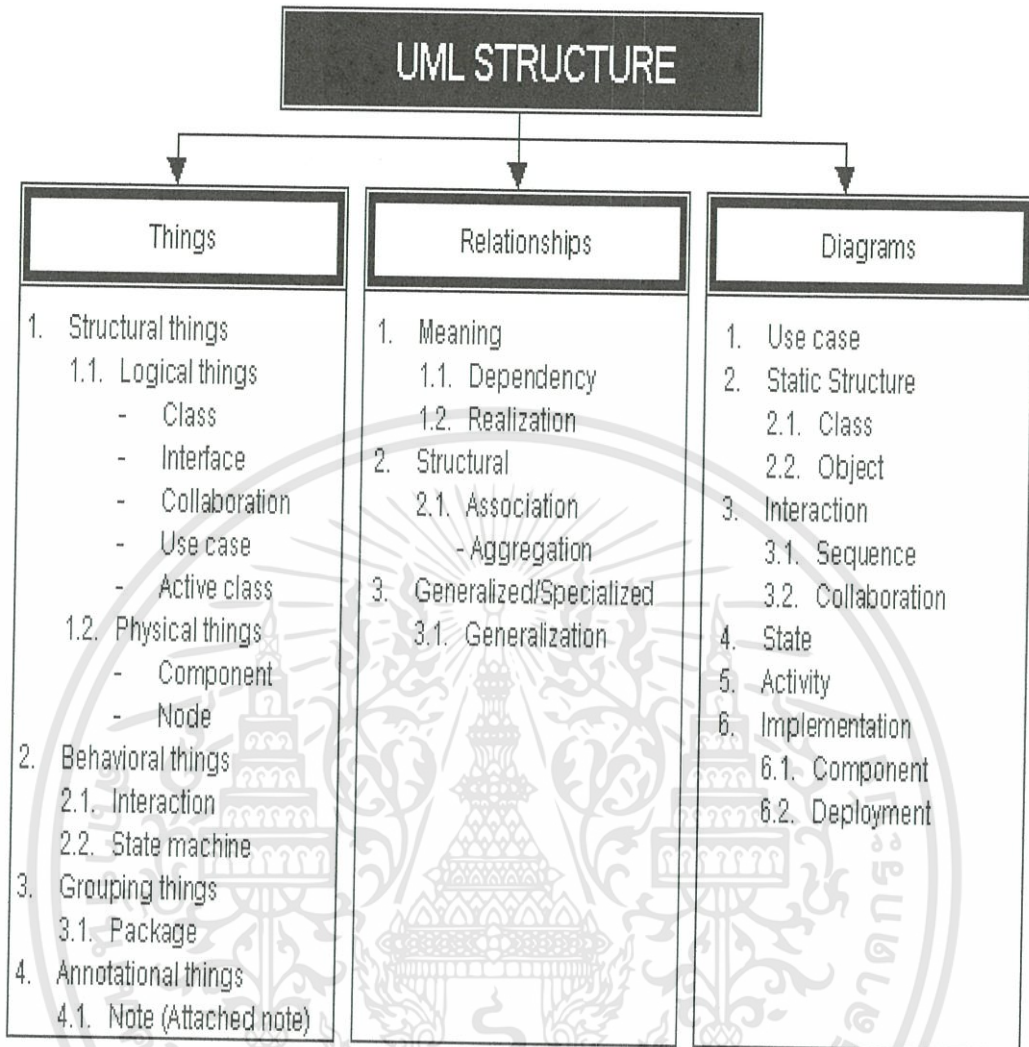 UML STRUCTURE
Things
1. Structural things
1.1. Logical things
- Class
- Interface
- Collaboration
- Use case
- Active class
1.2. Physical things
- Component
- Node
2. Behavioral things
2.1. Interaction
2.2. State machine
3. Grouping things
3.1. Package
4. Annotational things
4.1. Note (Attached note)
Relationships
1. Meaning
1.1. Dependency
1.2. Realization
2. Structural
2.1. Association
- Aggregation
3. Generalized/Specialized
3.1. Generalization
Diagrams
1. Use case
2. Static Structure
2.1. Class
2.2. Object
3. Interaction
3.1. Sequence
3.2. Collaboration
4. State
5. Activity
6. Implementation
6.1. Component
6.2. Deployment